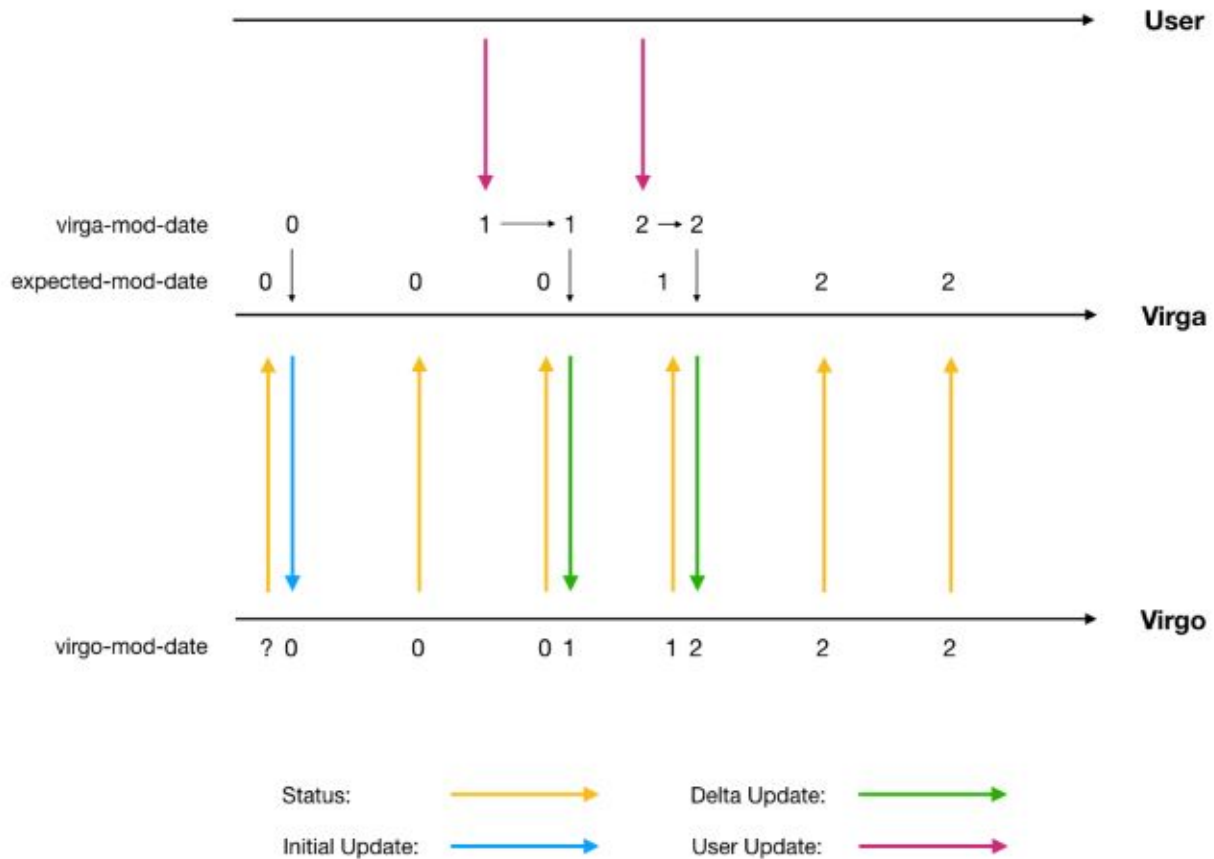 User
virga-mod-date 0 1 1 2 2
expected-mod-date 0 0 0 1 2 2
Virga
Virgo
virgo-mod-date ? 0 0 0 1 1 2 2 2
Status: Delta Update:
Initial Update: User Update: